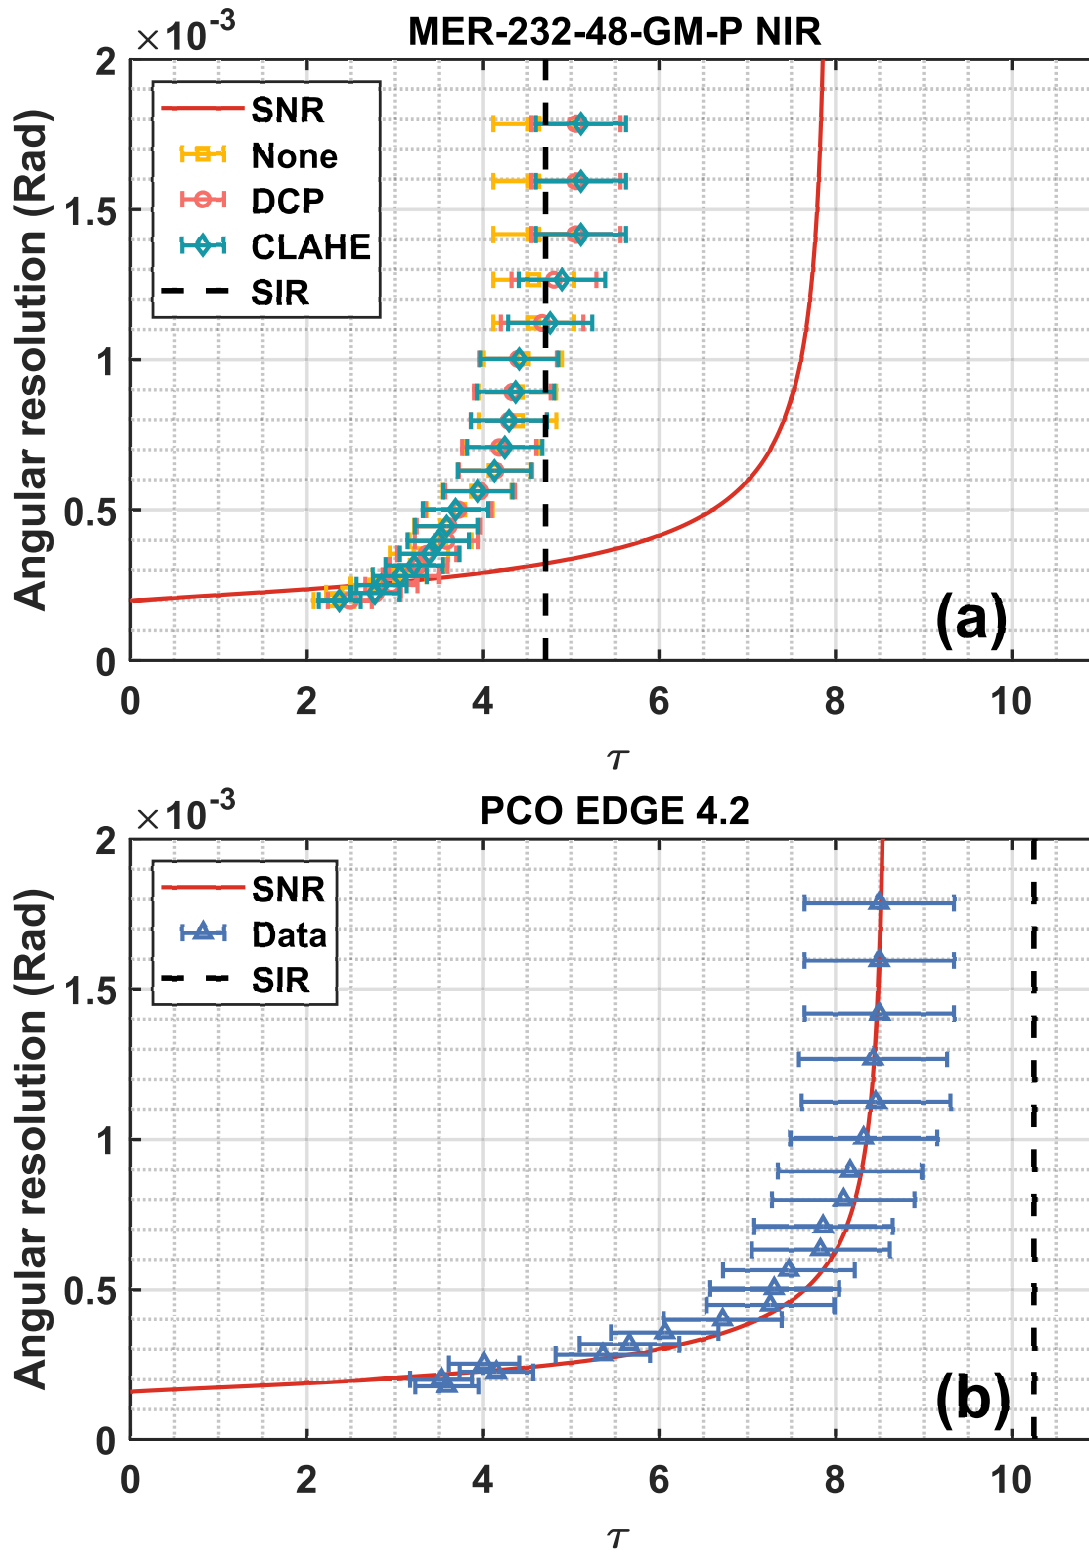 ×10⁻³
MER-232-48-GM-P NIR
2
1.5
1
0.5
0
Angular resolution (Rad)
SNR
None
DCP
CLAHE
SIR
(a)
0 2 4 6 8 10
τ
×10⁻³
PCO EDGE 4.2
2
1.5
1
0.5
0
Angular resolution (Rad)
SNR
Data
SIR
(b)
0 2 4 6 8 10
τ